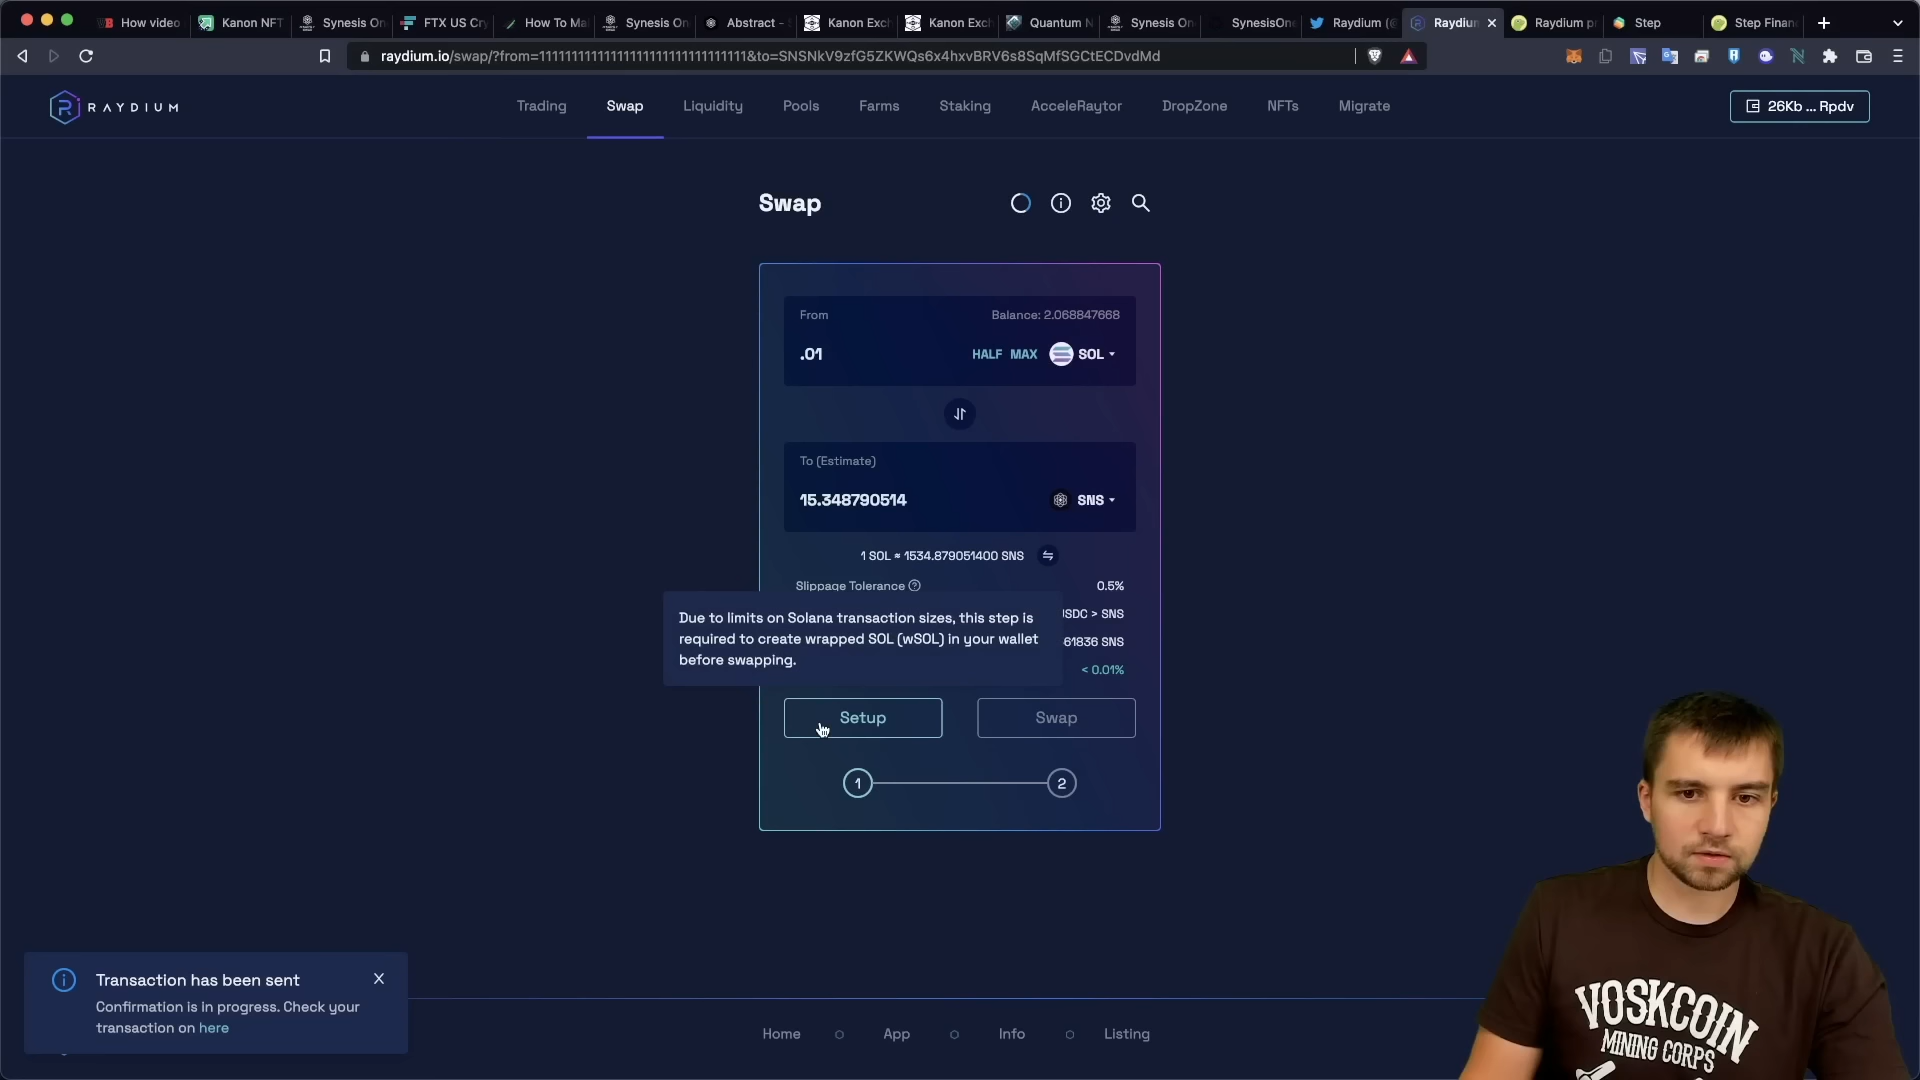 How video
Kanon NFT
Synesis On
FTX US Cry
How To Ma
Synesis On
Abstract - S
Kanon Exch
Kanon Exch
Quantum N
Synesis On
SynesisOne
Raydium (@
Raydium
Raydium p
Step
Step Finan
raydium.io/swap/?from=11111111111111111111111111111111&to=SNSNkV9zfG5ZKWQs6x4hxvBRV6s8SqMfSGCtECDvdMd
RAYDIUM
Trading
Swap
Liquidity
Pools
Farms
Staking
AcceleRaytor
DropZone
NFTs
Migrate
26Kb ... Rpdv
Swap
From
Balance: 2.068847668
.01
HALF MAX SOL
To (Estimate)
15.348790514
SNS
1 SOL ≈ 1534.879051400 SNS
Slippage Tolerance
0.5%
Due to limits on Solana transaction sizes, this step is
required to create wrapped SOL (wSOL) in your wallet
before swapping.
USDC > SNS
61836 SNS
< 0.01%
Setup
Swap
1
2
Transaction has been sent
X
Confirmation is in progress. Check your
transaction on here
Home
App
Info
Listing
VOSKCOIN
MINING CORPS